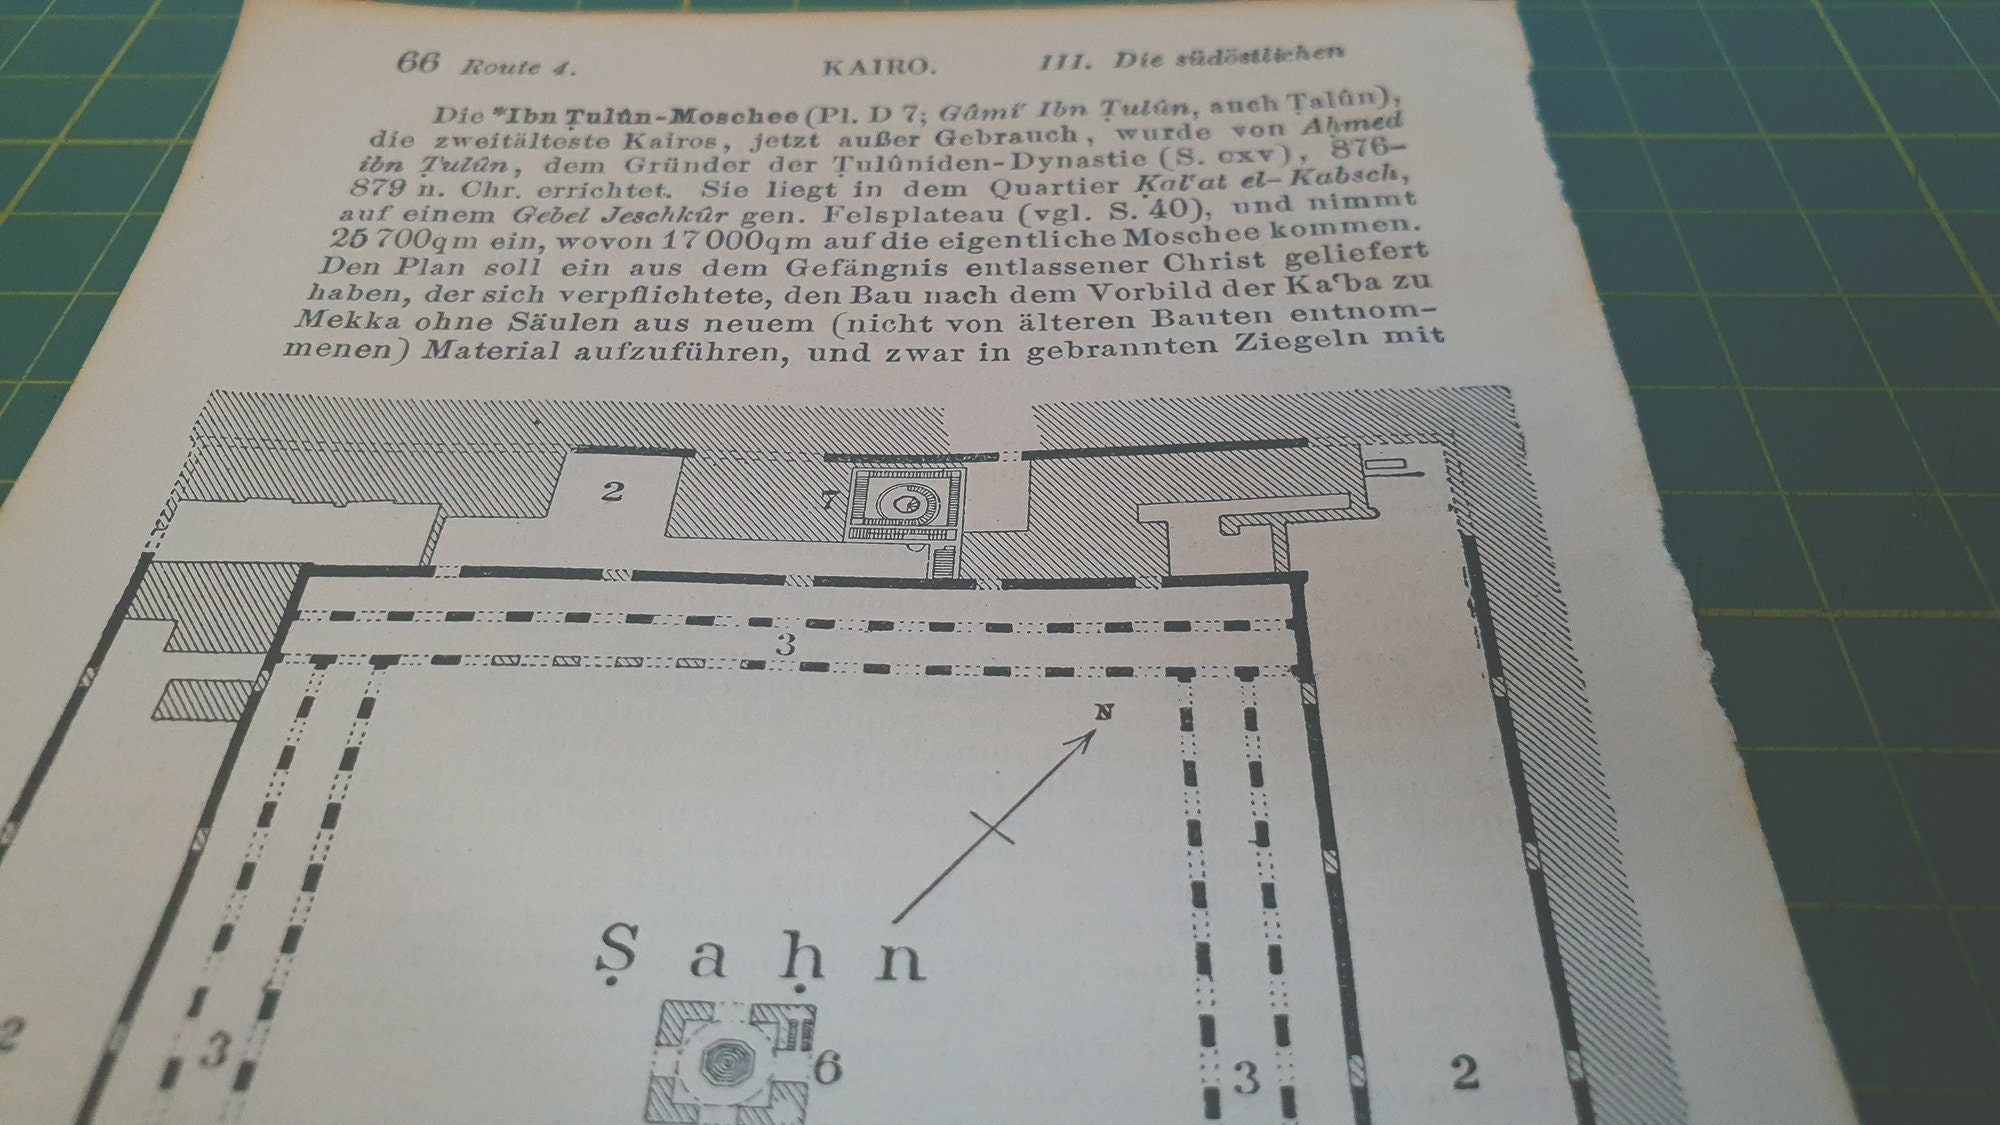 66 Route 4. KAIRO. III. Die südöstlichen
Die *Ibn Ṭulûn-Moschee (Pl. D 7; Gâmiʿ Ibn Ṭulûn, auch Ṭalûn),
die zweitälteste Kairos, jetzt außer Gebrauch, wurde von Aḥmed
ibn Ṭulûn, dem Gründer der Ṭulûniden-Dynastie (S. cxv), 876-
879 n. Chr. errichtet. Sie liegt in dem Quartier Ḳalʿat el-Kabsch,
auf einem Gebel Jeschkûr gen. Felsplateau (vgl. S. 40), und nimmt
25 700qm ein, wovon 17 000qm auf die eigentliche Moschee kommen.
Den Plan soll ein aus dem Gefängnis entlassener Christ geliefert
haben, der sich verpflichtete, den Bau nach dem Vorbild der Kaʿba zu
Mekka ohne Säulen aus neuem (nicht von älteren Bauten entnom-
menen) Material aufzuführen, und zwar in gebrannten Ziegeln mit
2
7
3
N
Ṣaḥn
6
2
3
3
2